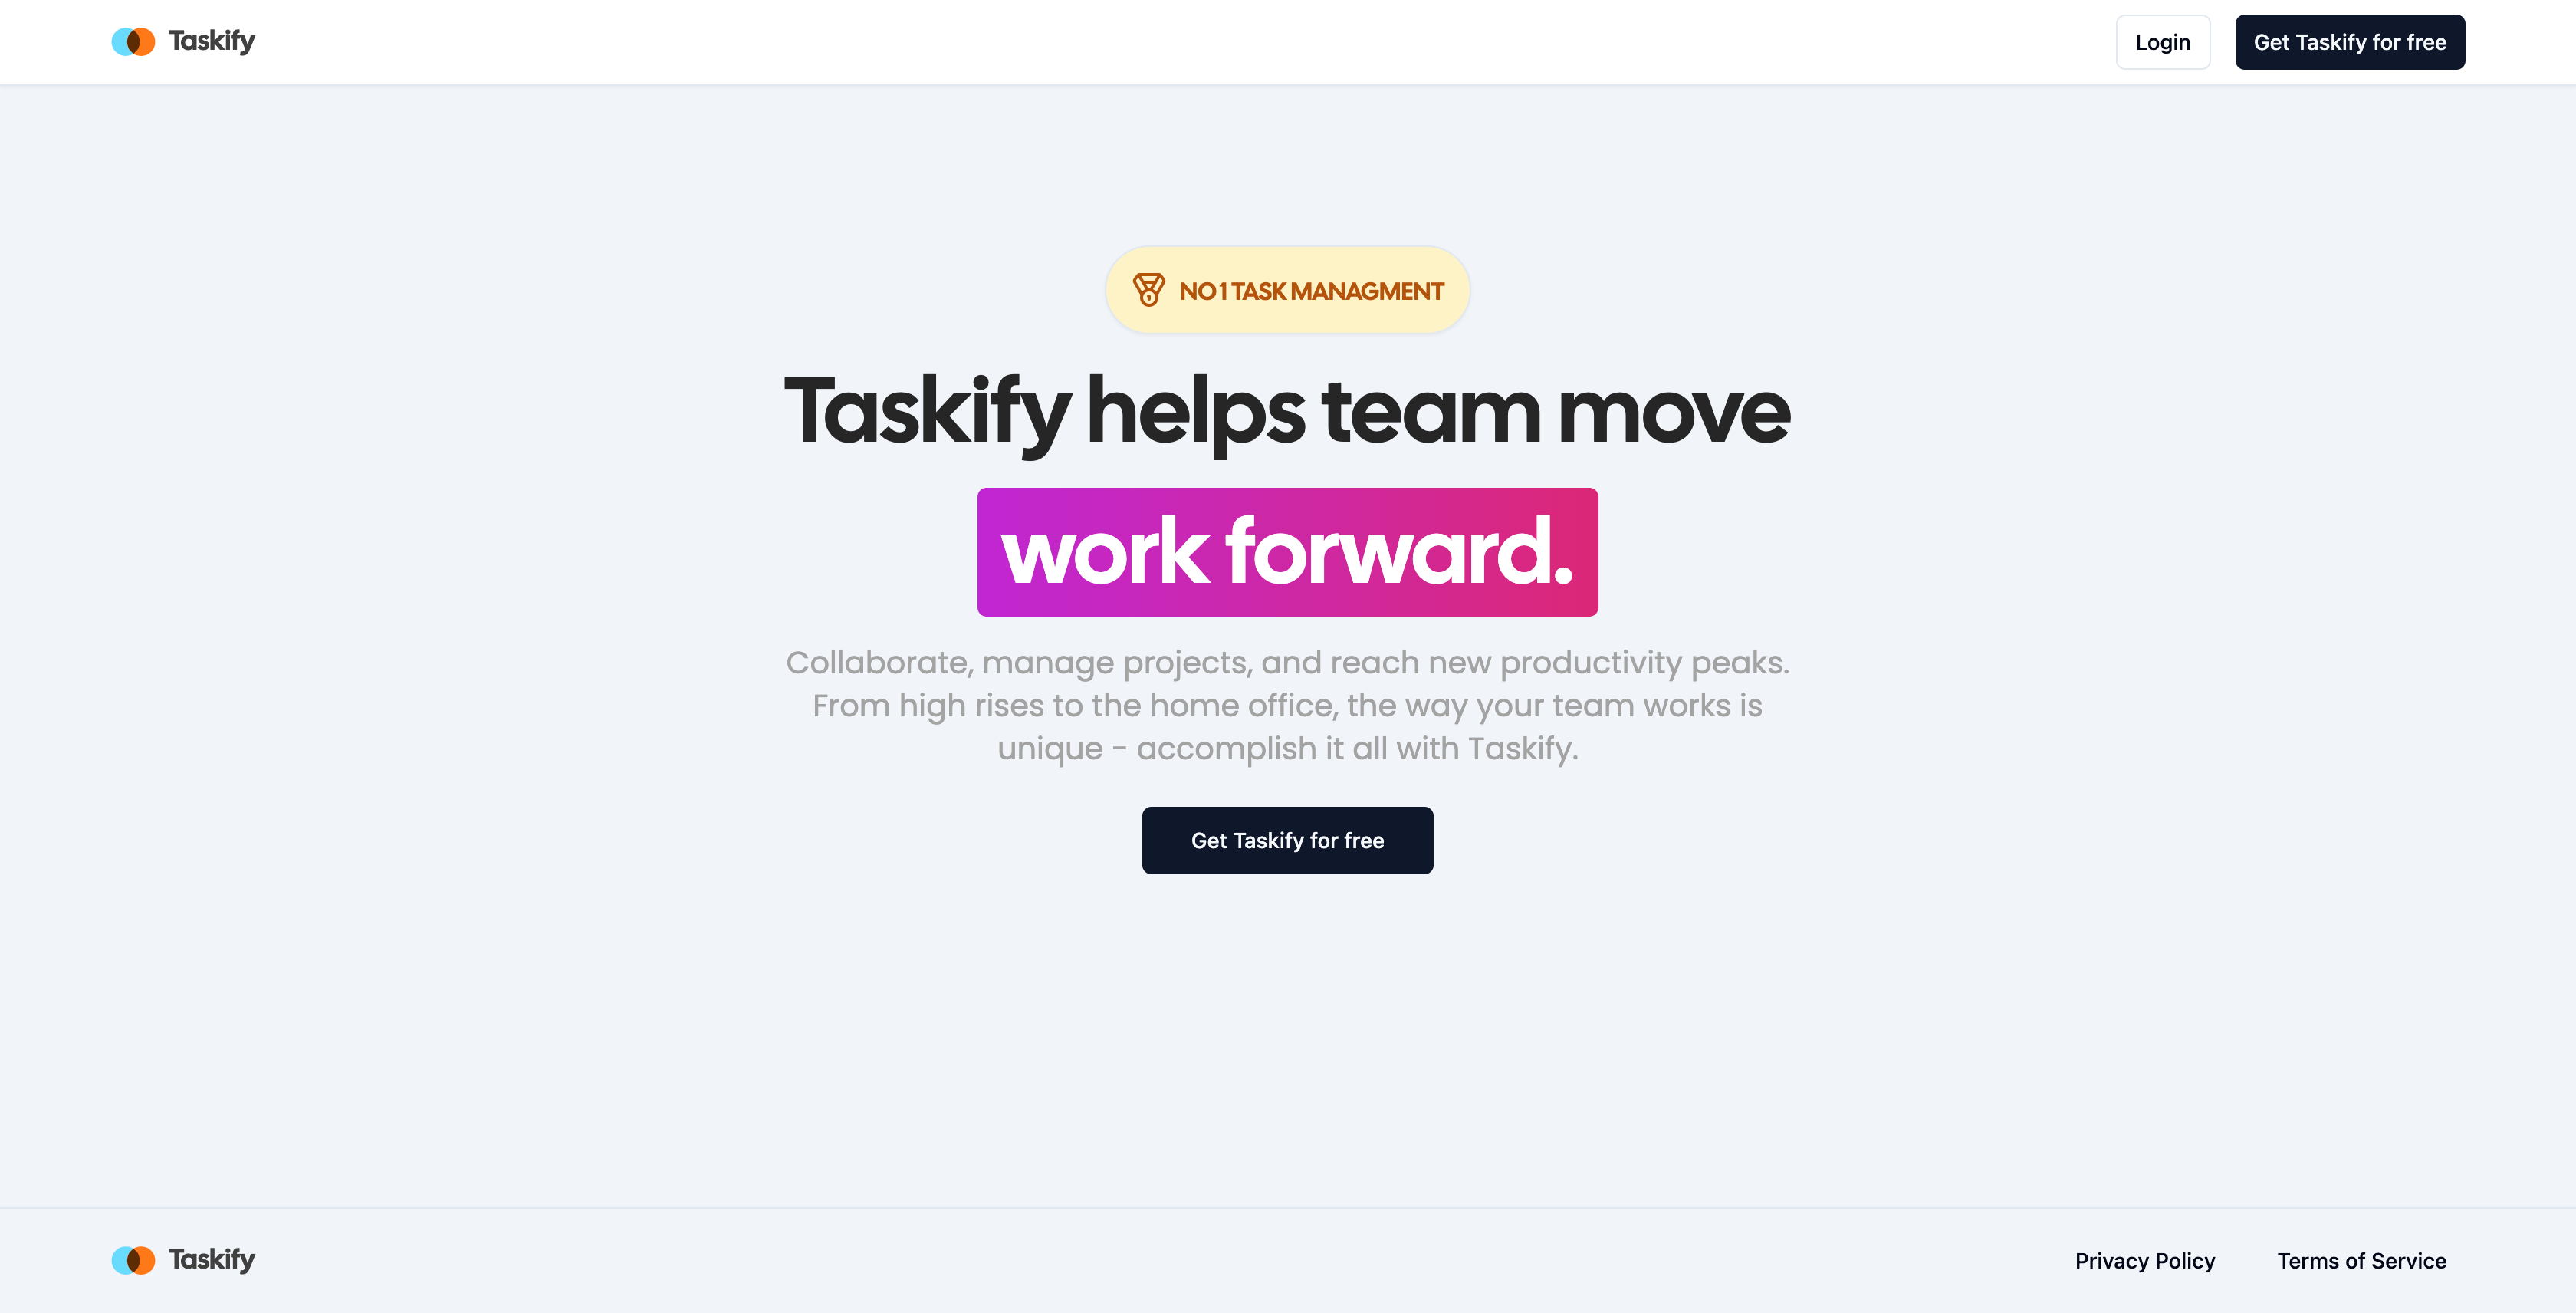 Taskify
Login
Get Taskify for free
NO 1 TASK MANAGMENT
Taskify helps team move
work forward.
Collaborate, manage projects, and reach new productivity peaks.
From high rises to the home office, the way your team works is
unique - accomplish it all with Taskify.
Get Taskify for free
Taskify
Privacy Policy
Terms of Service